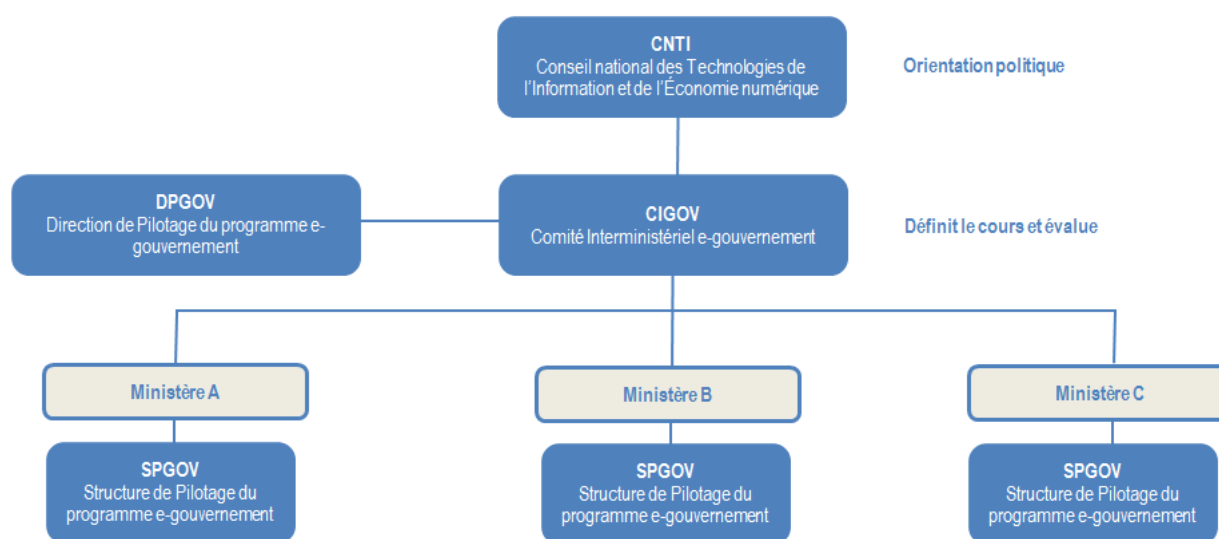 CNTI
Conseil national des Technologies de
l'Information et de l'Économie numérique
Orientation politique
DPGOV
Direction de Pilotage du programme e-
gouvernement
CIGOV
Comité Interministériel e-gouvernement
Définit le cours et évalue
Ministère A
Ministère B
Ministère C
SPGOV
Structure de Pilotage du
programme e-gouvernement
SPGOV
Structure de Pilotage du
programme e-gouvernement
SPGOV
Structure de Pilotage du
programme e-gouvernement